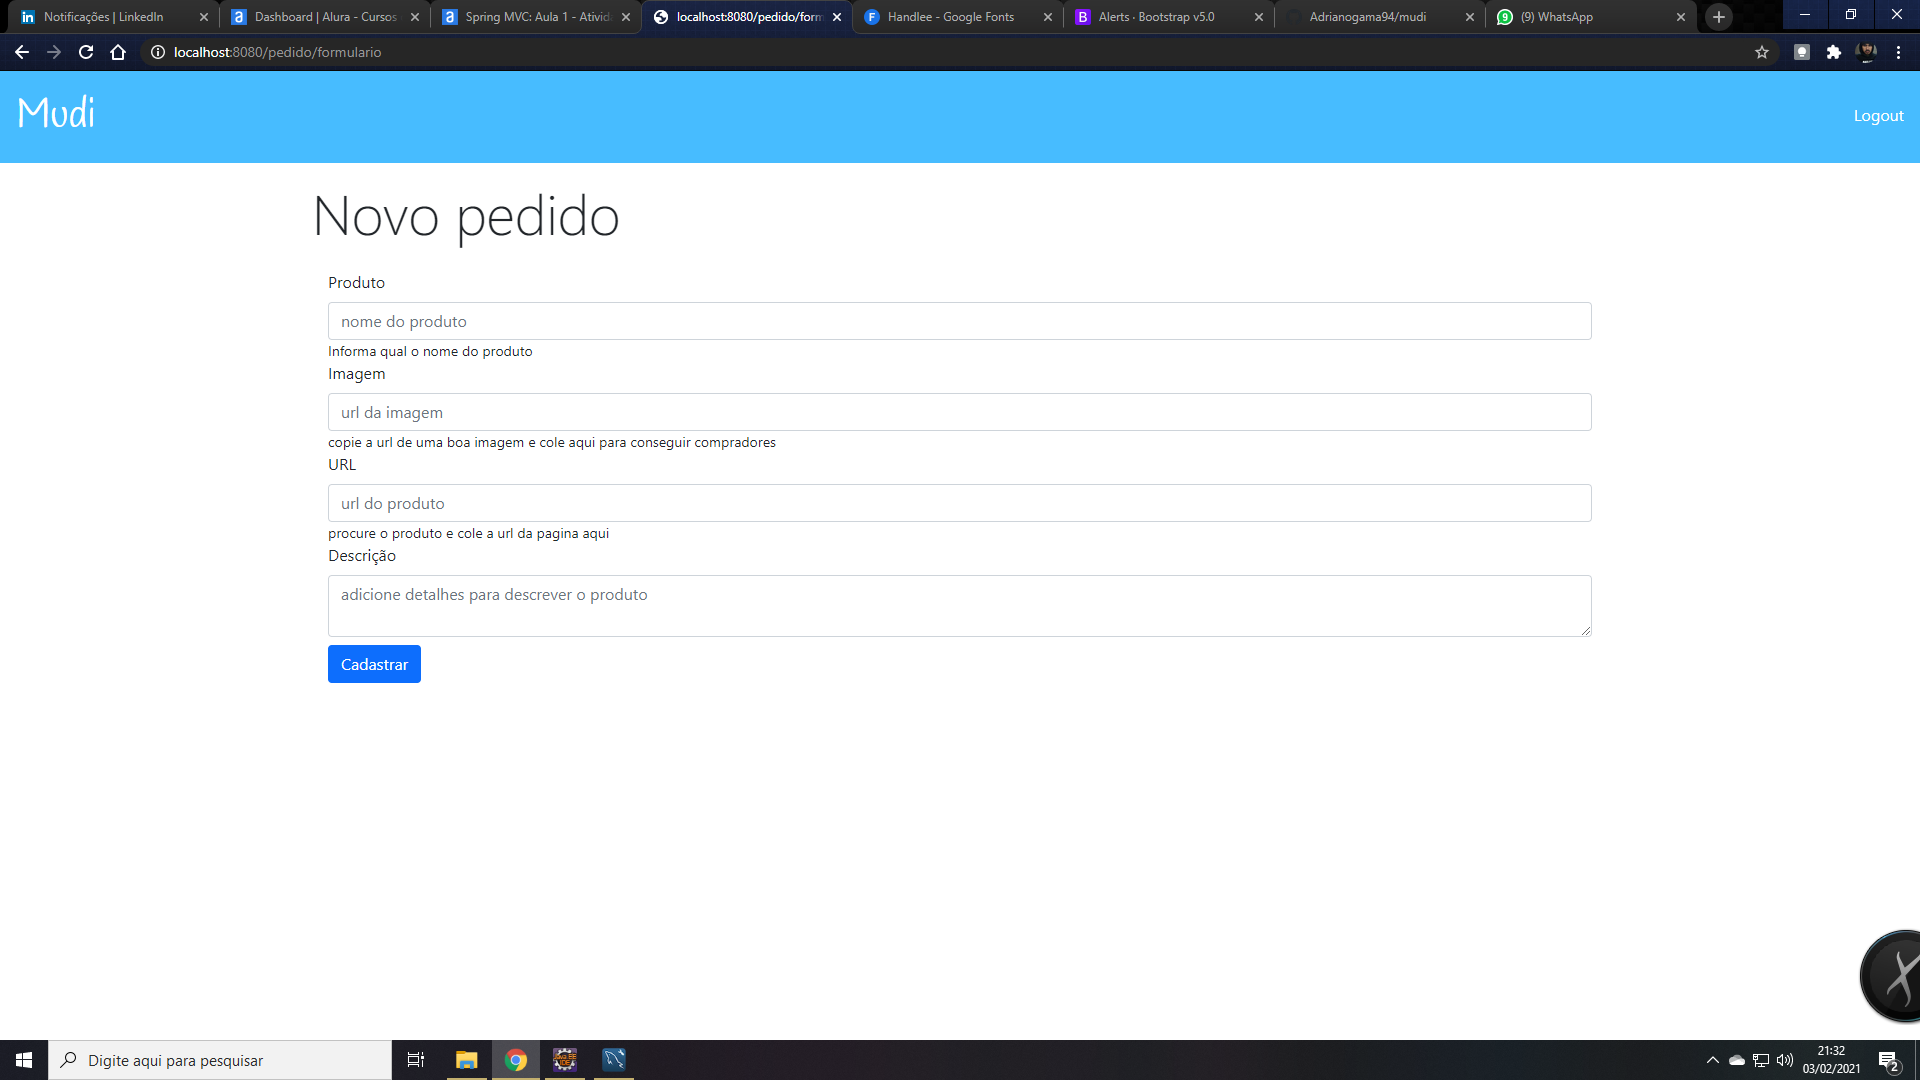 Notificações | LinkedIn
Dashboard | Alura - Cursos
Spring MVC: Aula 1 - Ativid
localhost:8080/pedido/form
Handlee - Google Fonts
Alerts · Bootstrap v5.0
Adrianogama94/mudi
(9) WhatsApp
localhost:8080/pedido/formulario
Mudi
Logout
Novo pedido
Produto
nome do produto
Informa qual o nome do produto
Imagem
url da imagem
copie a url de uma boa imagem e cole aqui para conseguir compradores
URL
url do produto
procure o produto e cole a url da pagina aqui
Descrição
adicione detalhes para descrever o produto
Cadastrar
Digite aqui para pesquisar
21:32
03/02/2021
2